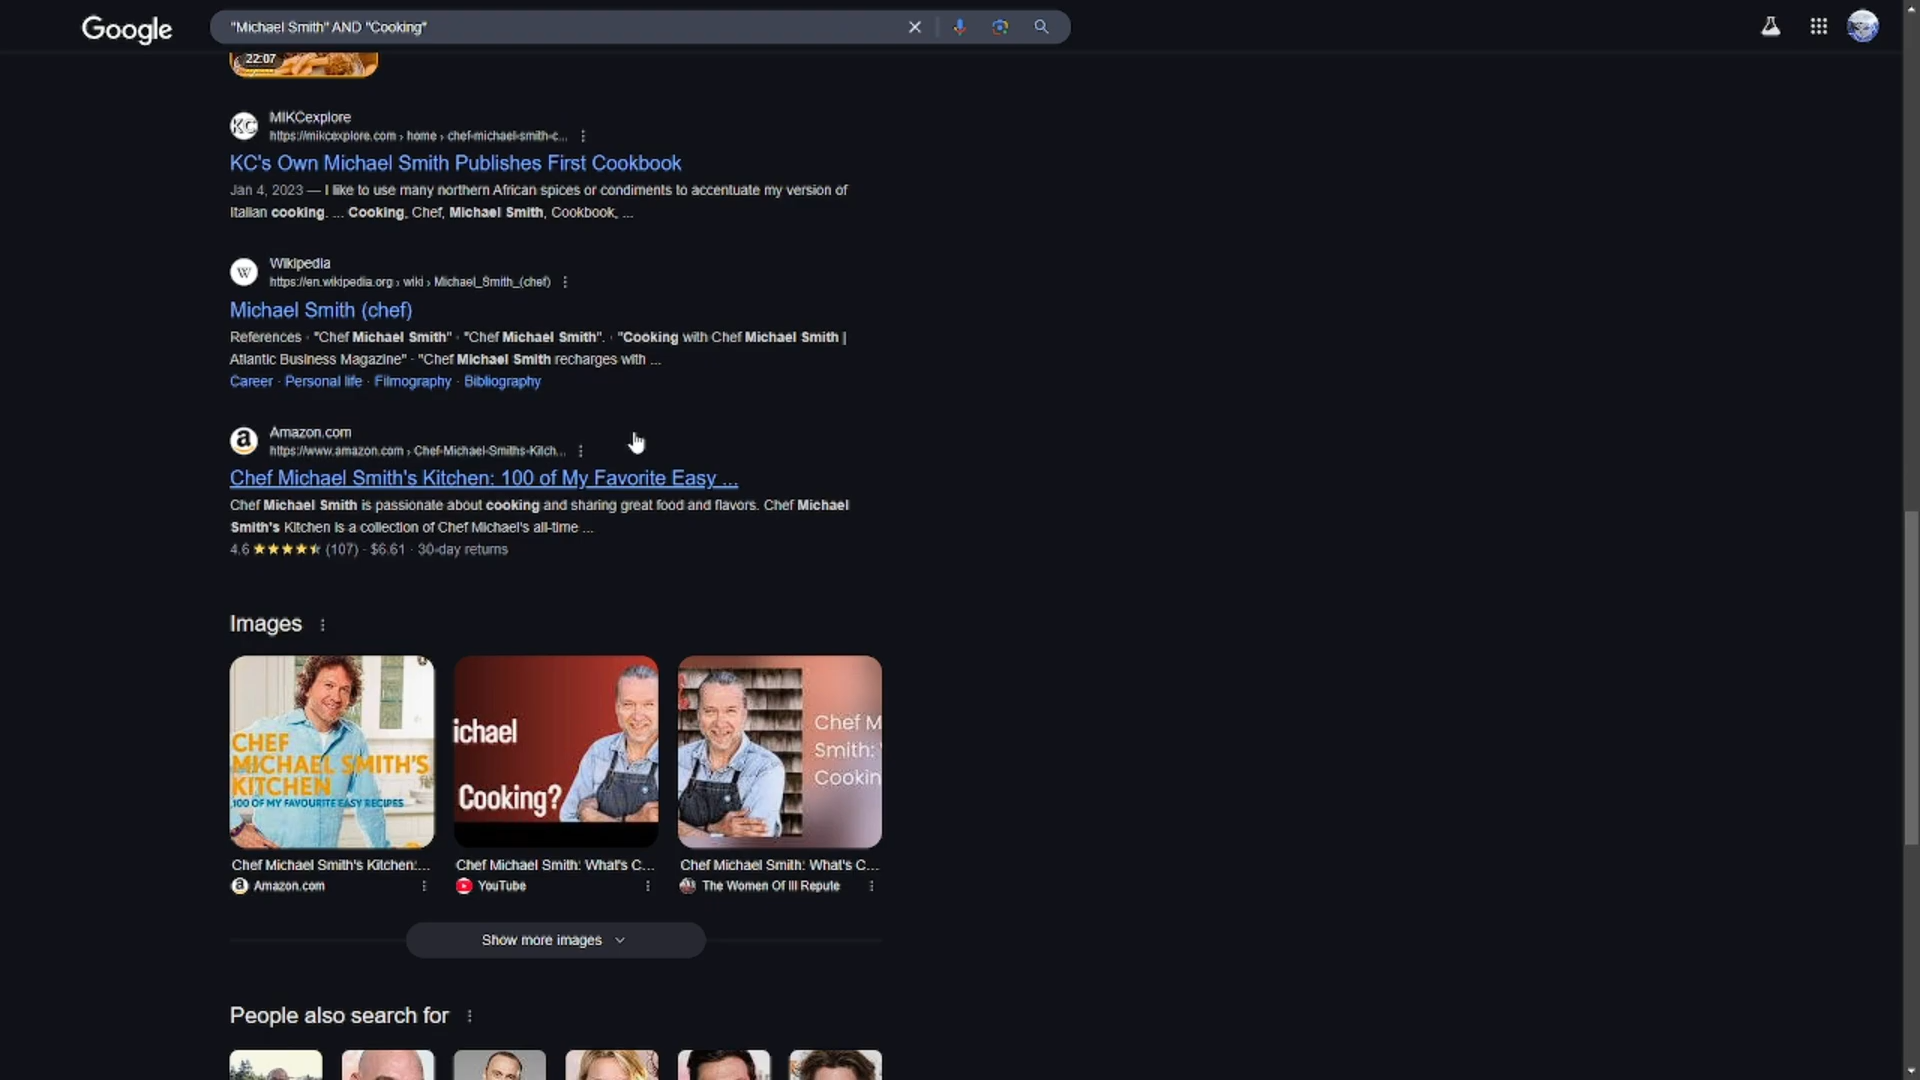 Google
"Michael Smith" AND "Cooking"
22:07
KC
MIKCexplore
https://mikcexplore.com › home › chef-michael-smith-c...
KC's Own Michael Smith Publishes First Cookbook
Jan 4, 2023 — I like to use many northern African spices or condiments to accentuate my version of
Italian cooking. ... Cooking, Chef, Michael Smith, Cookbook, ...
W
Wikipedia
https://en.wikipedia.org › wiki › Michael_Smith_(chef)
Michael Smith (chef)
References · "Chef Michael Smith" · "Chef Michael Smith". · "Cooking with Chef Michael Smith |
Atlantic Business Magazine" · "Chef Michael Smith recharges with ...
Career · Personal life · Filmography · Bibliography
a
Amazon.com
https://www.amazon.com › Chef-Michael-Smiths-Kitch...
Chef Michael Smith's Kitchen: 100 of My Favorite Easy ...
Chef Michael Smith is passionate about cooking and sharing great food and flavors. Chef Michael
Smith's Kitchen is a collection of Chef Michael's all-time ...
4.6 ★★★★★ (107) · $6.61 · 30-day returns
Images
CHEF
MICHAEL SMITH'S
KITCHEN
100 OF MY FAVOURITE EASY RECIPES
ichael
Cooking?
Chef M
Smith:
Cookin
Chef Michael Smith's Kitchen:...
Chef Michael Smith: What's C...
Chef Michael Smith: What's C...
a Amazon.com
YouTube
The Women Of Ill Repute
Show more images
People also search for